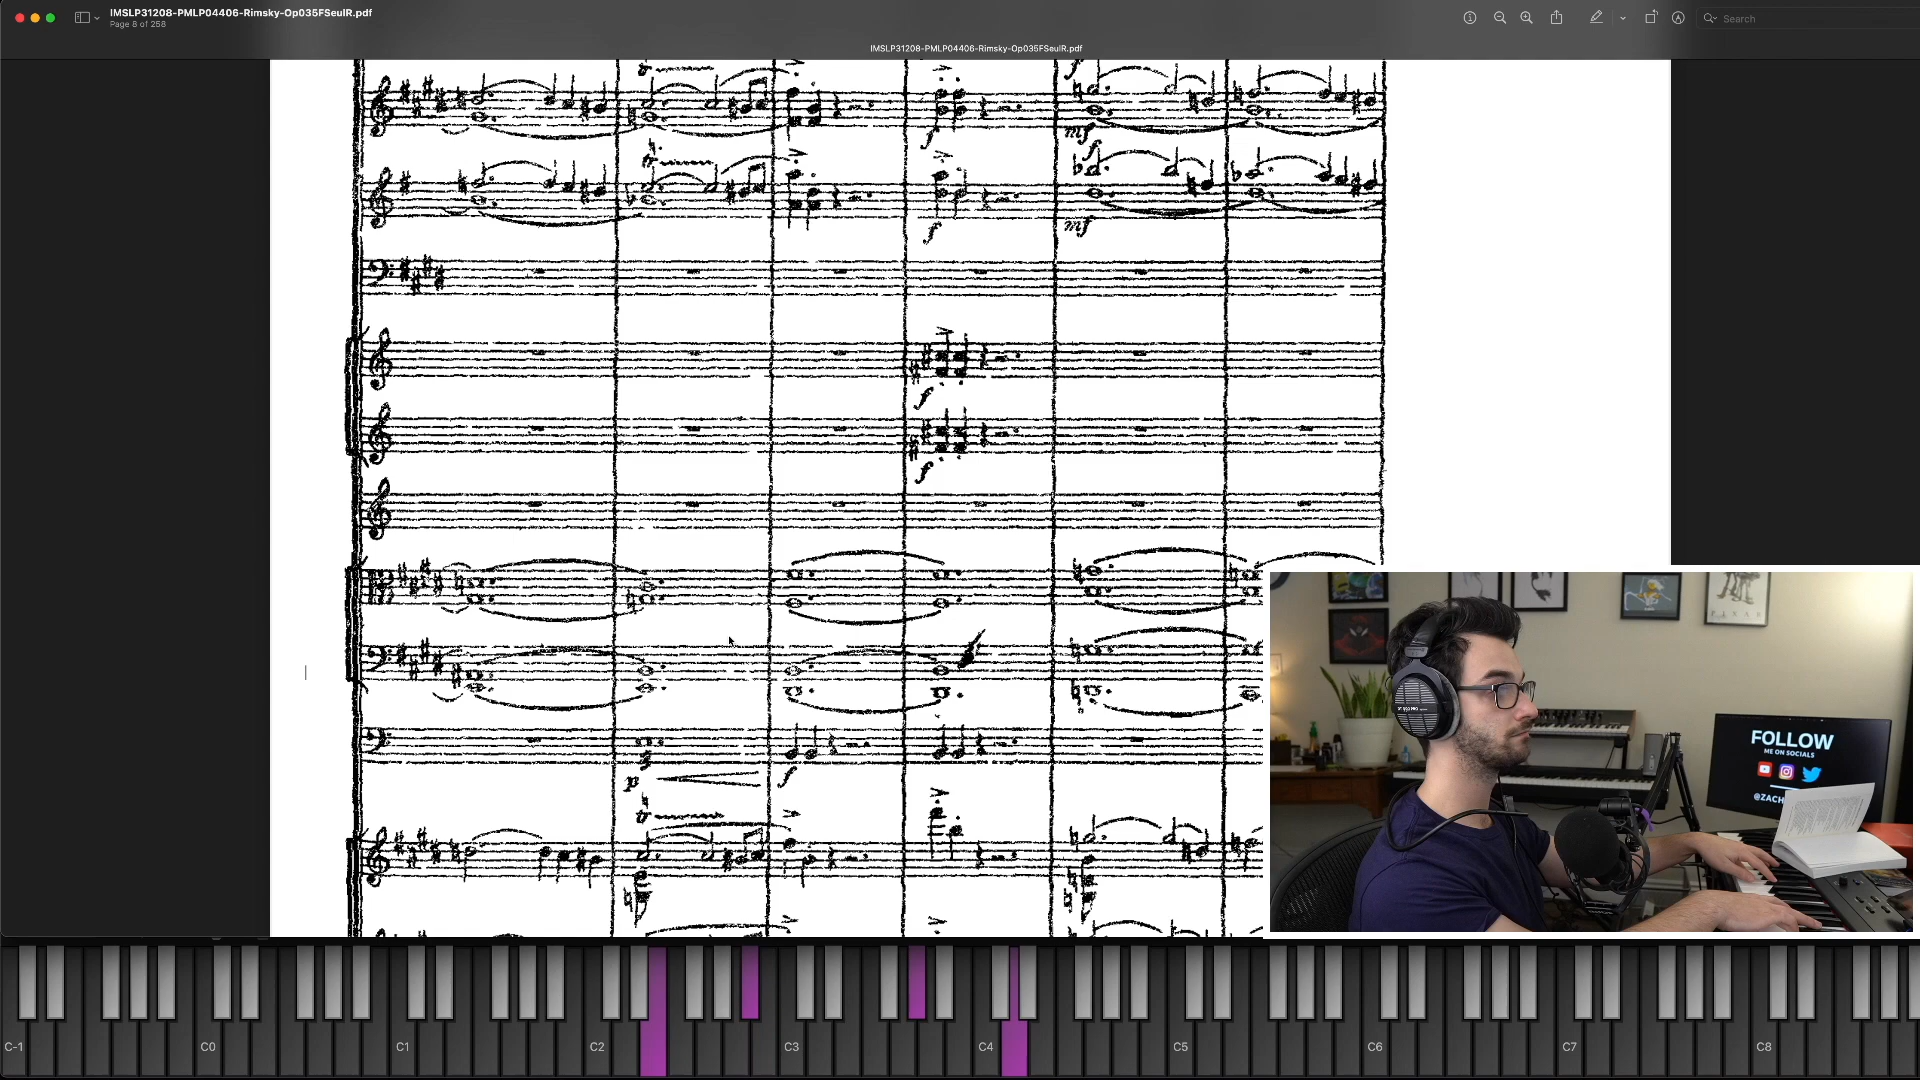 IMSLP31208-PMLP04406-Rimsky-Op035FSeulR.pdf
Page 8 of 258
Search
IMSLP31208-PMLP04406-Rimsky-Op035FSeulR.pdf
f
mf
f
f
mf
f
f
p
f
PIXAR
FOLLOW
ME ON SOCIALS
@ZACH
C-1 C0 C1 C2 C3 C4 C5 C6 C7 C8